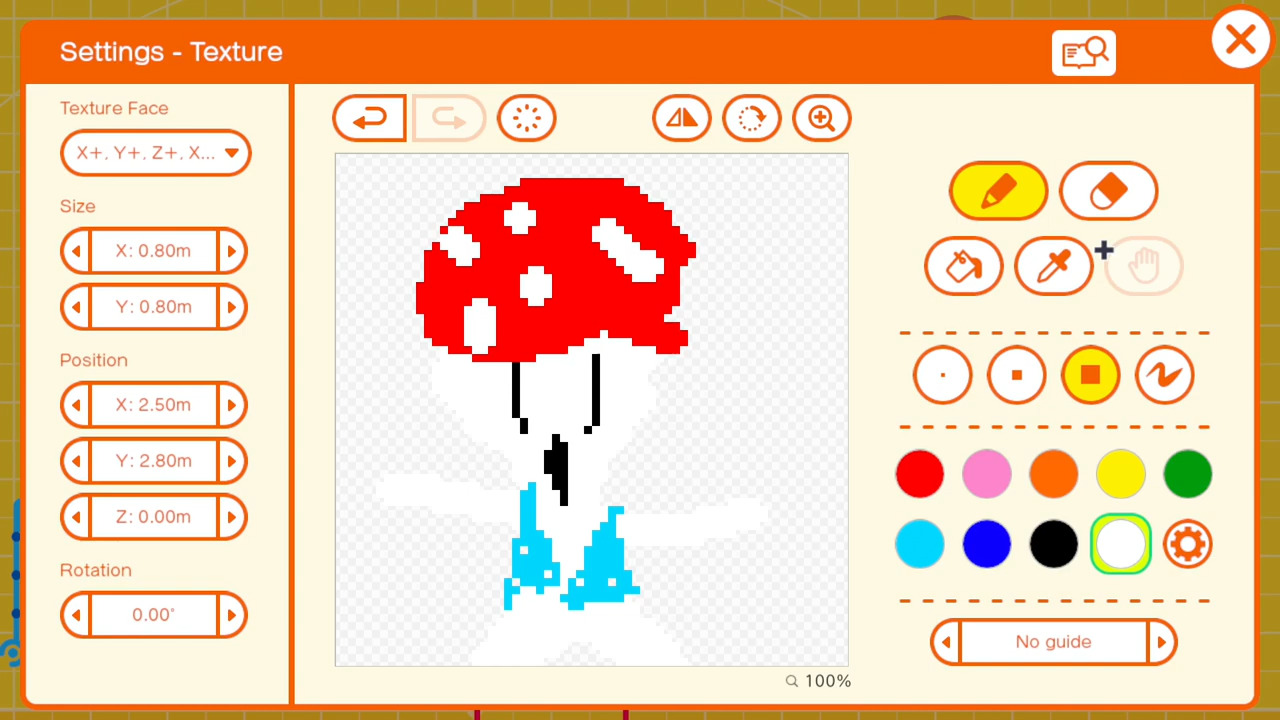 Settings - Texture
Texture Face
X+, Y+, Z+, X...
Size
X: 0.80m
Y: 0.80m
Position
X: 2.50m
Y: 2.80m
Z: 0.00m
Rotation
0.00°
100%
No guide